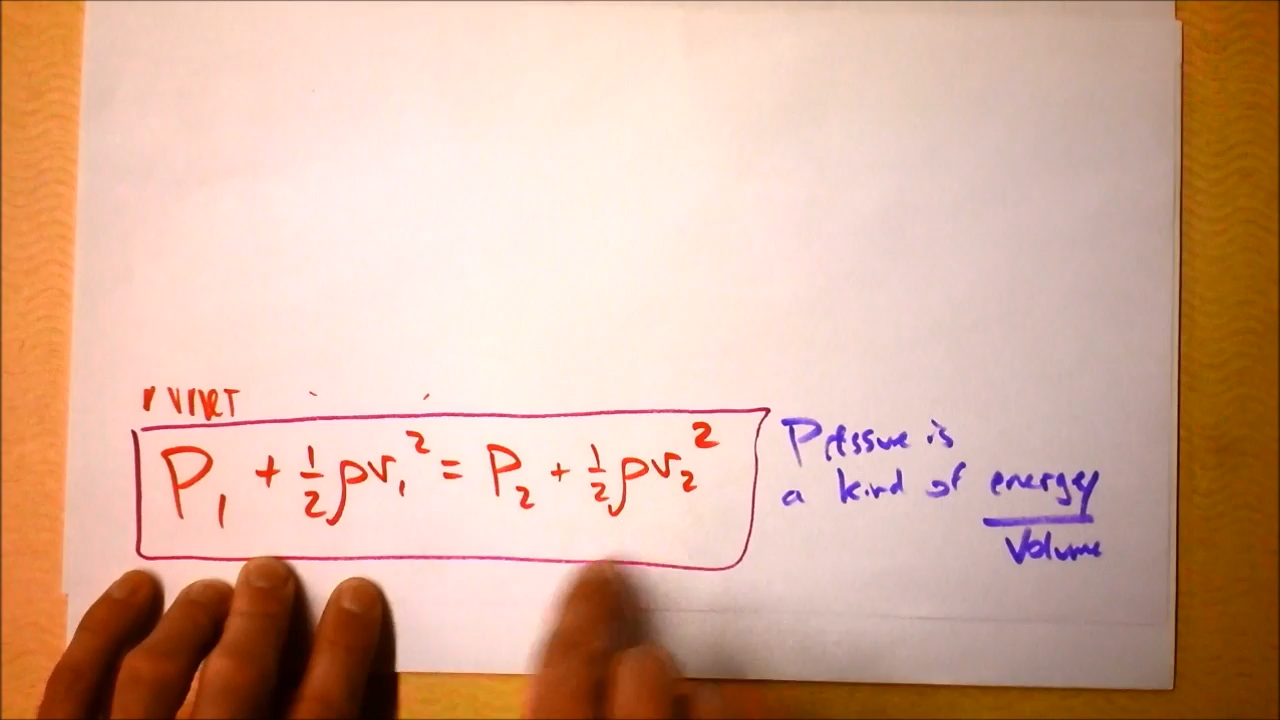 P₁ + ½ρv₁² = P₂ + ½ρv₂²
Pressure is
a kind of energy
Volume